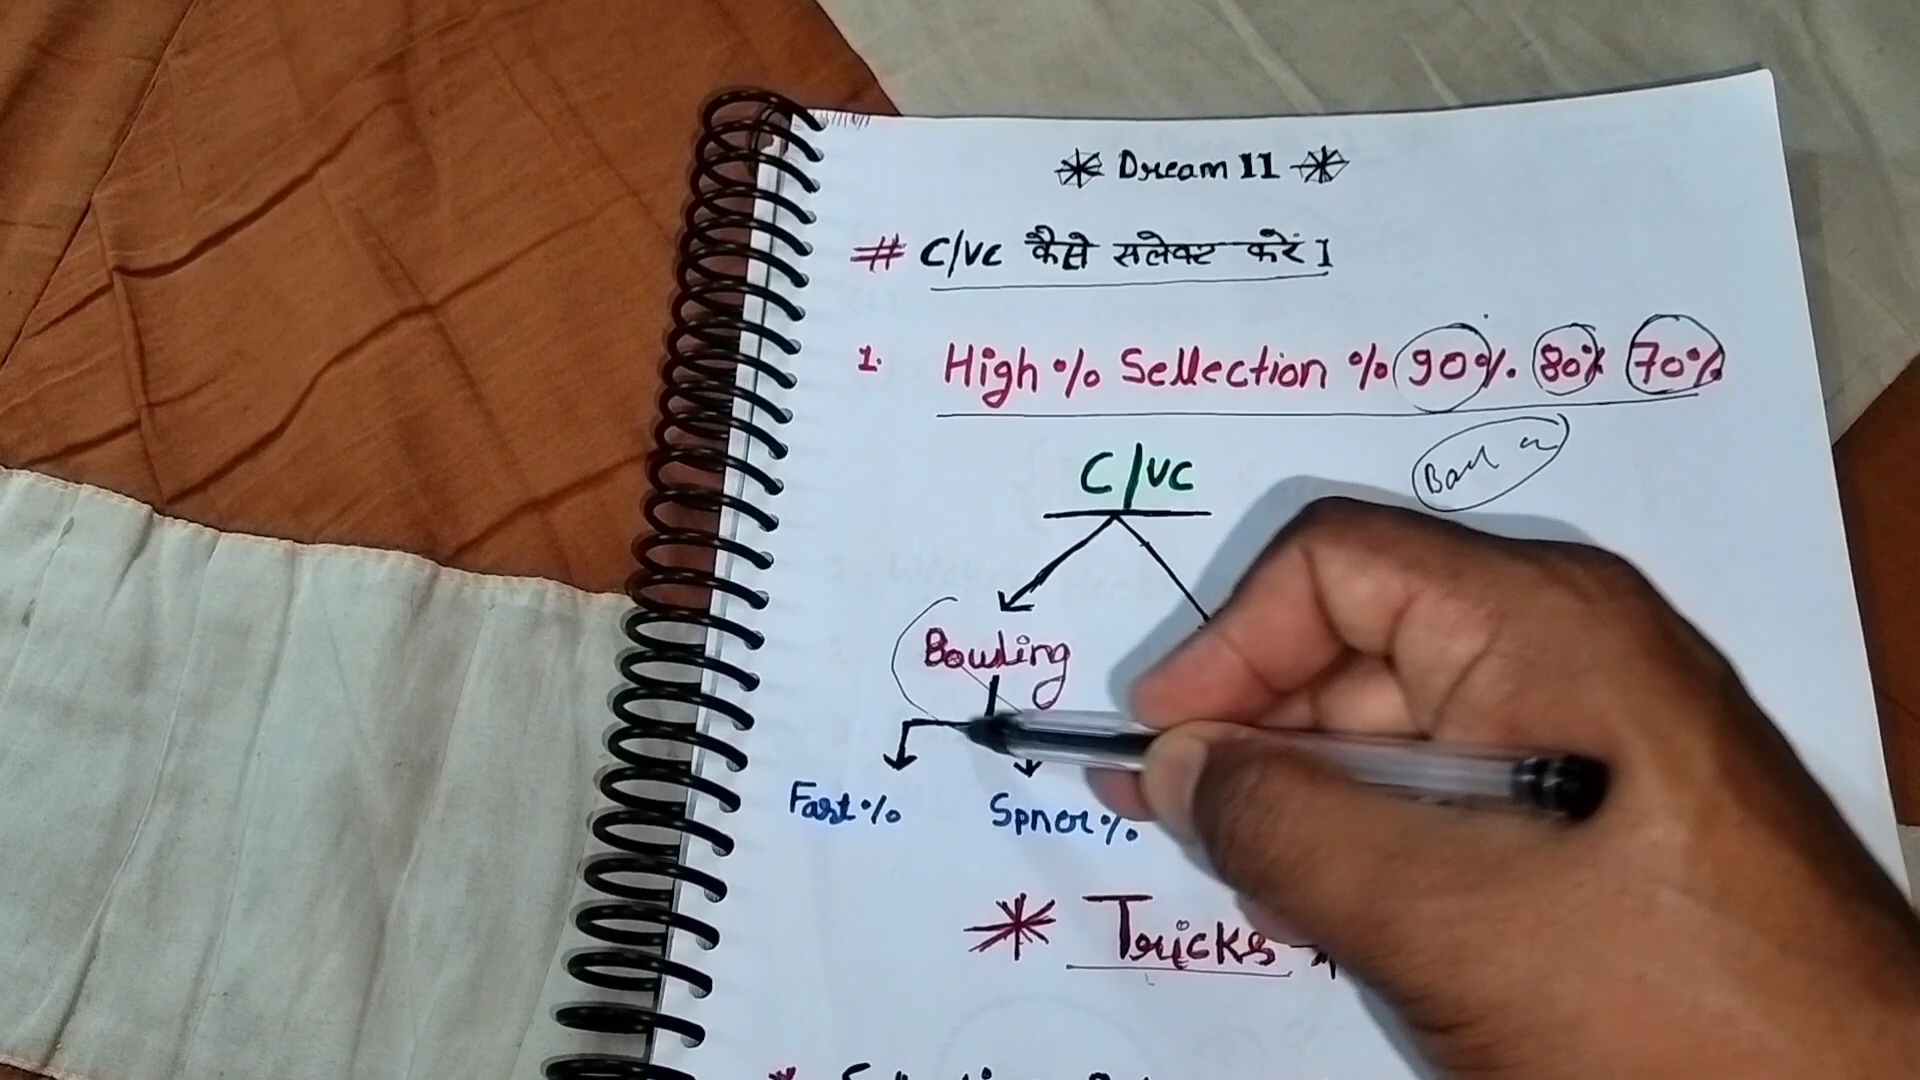 * Dream 11 *
# C/VC कैसे सलेक्ट करें I
1. High % Sellection % 90% 80% 70%
C/VC
Bowling
Fast % Spner %
* Tricks